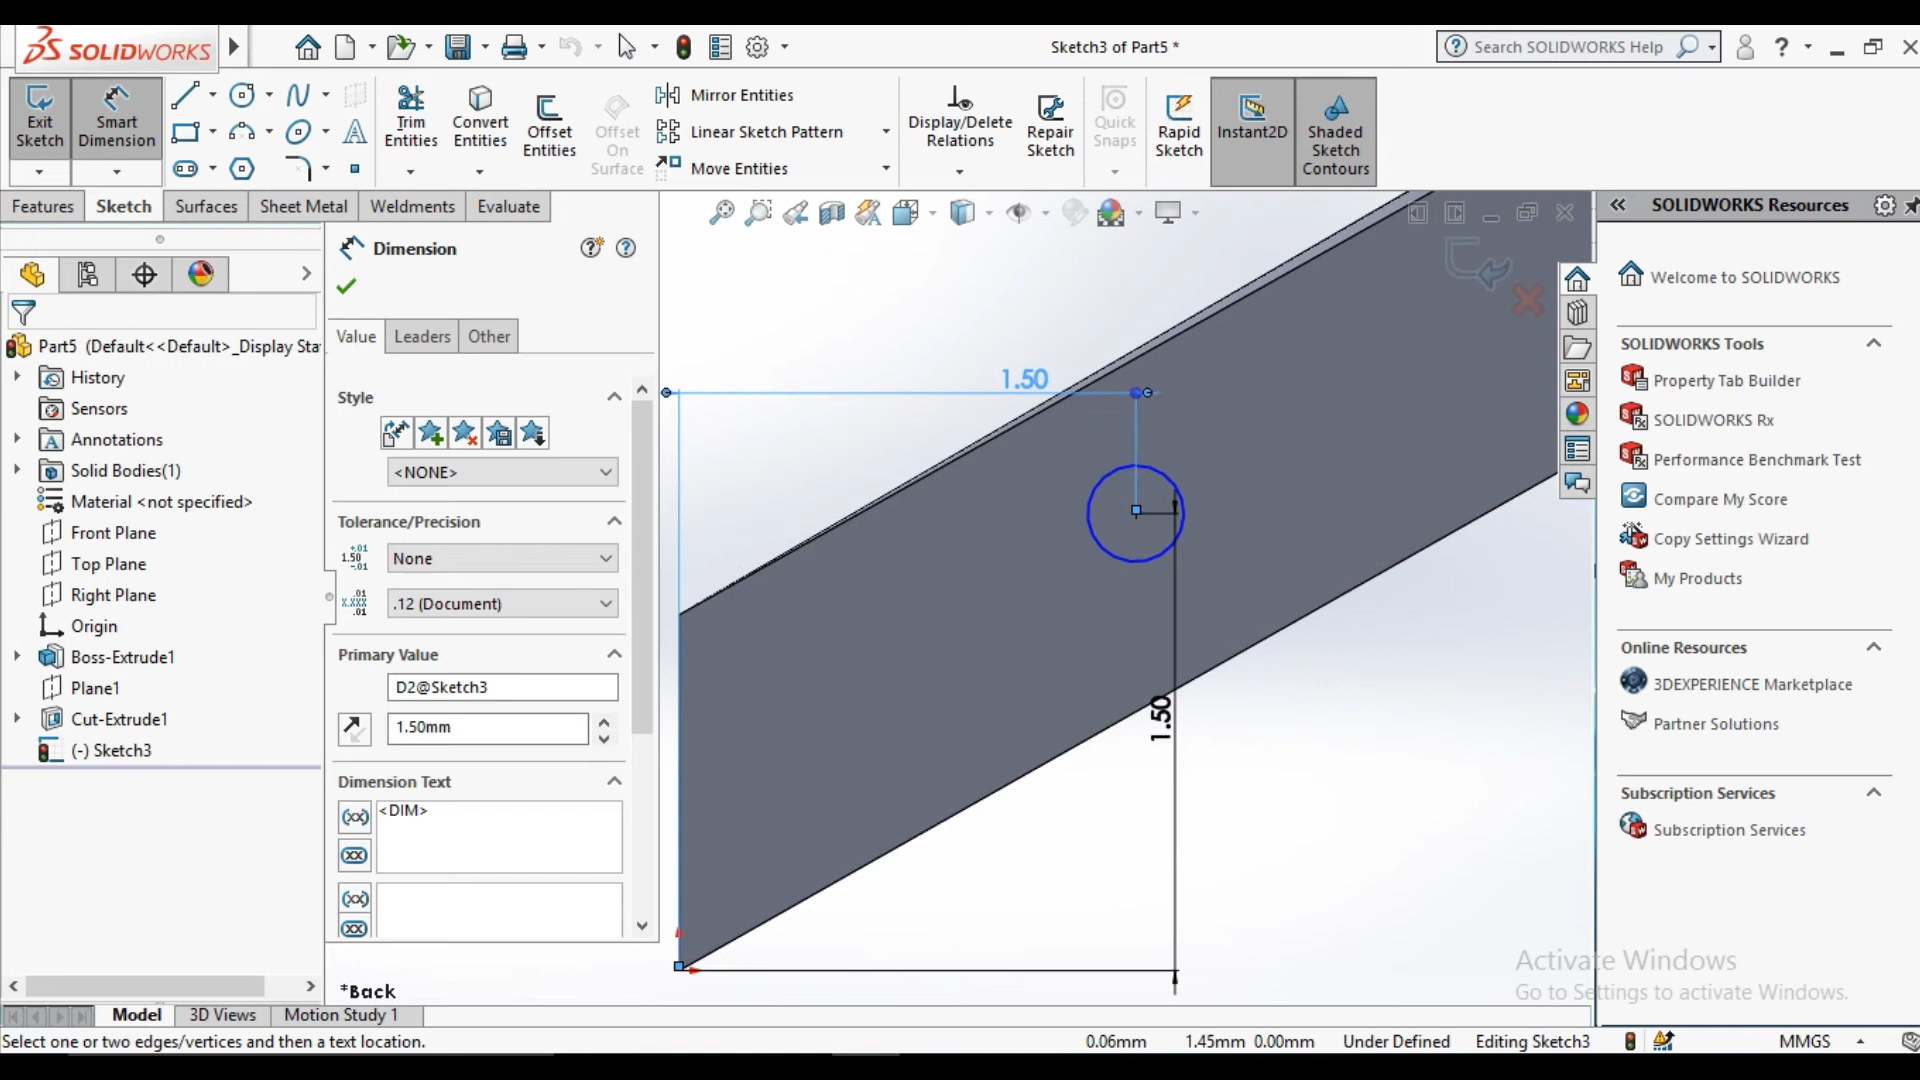 SOLIDWORKS
Sketch3 of Part5 *
Search SOLIDWORKS Help
?
Exit Sketch
Smart Dimension
Trim Entities
Convert Entities
Offset Entities
Offset On Surface
Mirror Entities
Linear Sketch Pattern
Move Entities
Display/Delete Relations
Repair Sketch
Quick Snaps
Rapid Sketch
Instant2D
Shaded Sketch Contours
Features
Sketch
Surfaces
Sheet Metal
Weldments
Evaluate
Part5 (Default<<Default>_Display Sta
History
Sensors
Annotations
Solid Bodies(1)
Material <not specified>
Front Plane
Top Plane
Right Plane
Origin
Boss-Extrude1
Plane1
Cut-Extrude1
(-) Sketch3
Dimension
Value
Leaders
Other
Style
<NONE>
Tolerance/Precision
None
.12 (Document)
Primary Value
D2@Sketch3
1.50mm
Dimension Text
<DIM>
1.50
1.50
*Back
SOLIDWORKS Resources
Welcome to SOLIDWORKS
SOLIDWORKS Tools
Property Tab Builder
SOLIDWORKS Rx
Performance Benchmark Test
Compare My Score
Copy Settings Wizard
My Products
Online Resources
3DEXPERIENCE Marketplace
Partner Solutions
Subscription Services
Subscription Services
Activate Windows
Go to Settings to activate Windows.
Model
3D Views
Motion Study 1
Select one or two edges/vertices and then a text location.
0.06mm
1.45mm 0.00mm
Under Defined
Editing Sketch3
MMGS